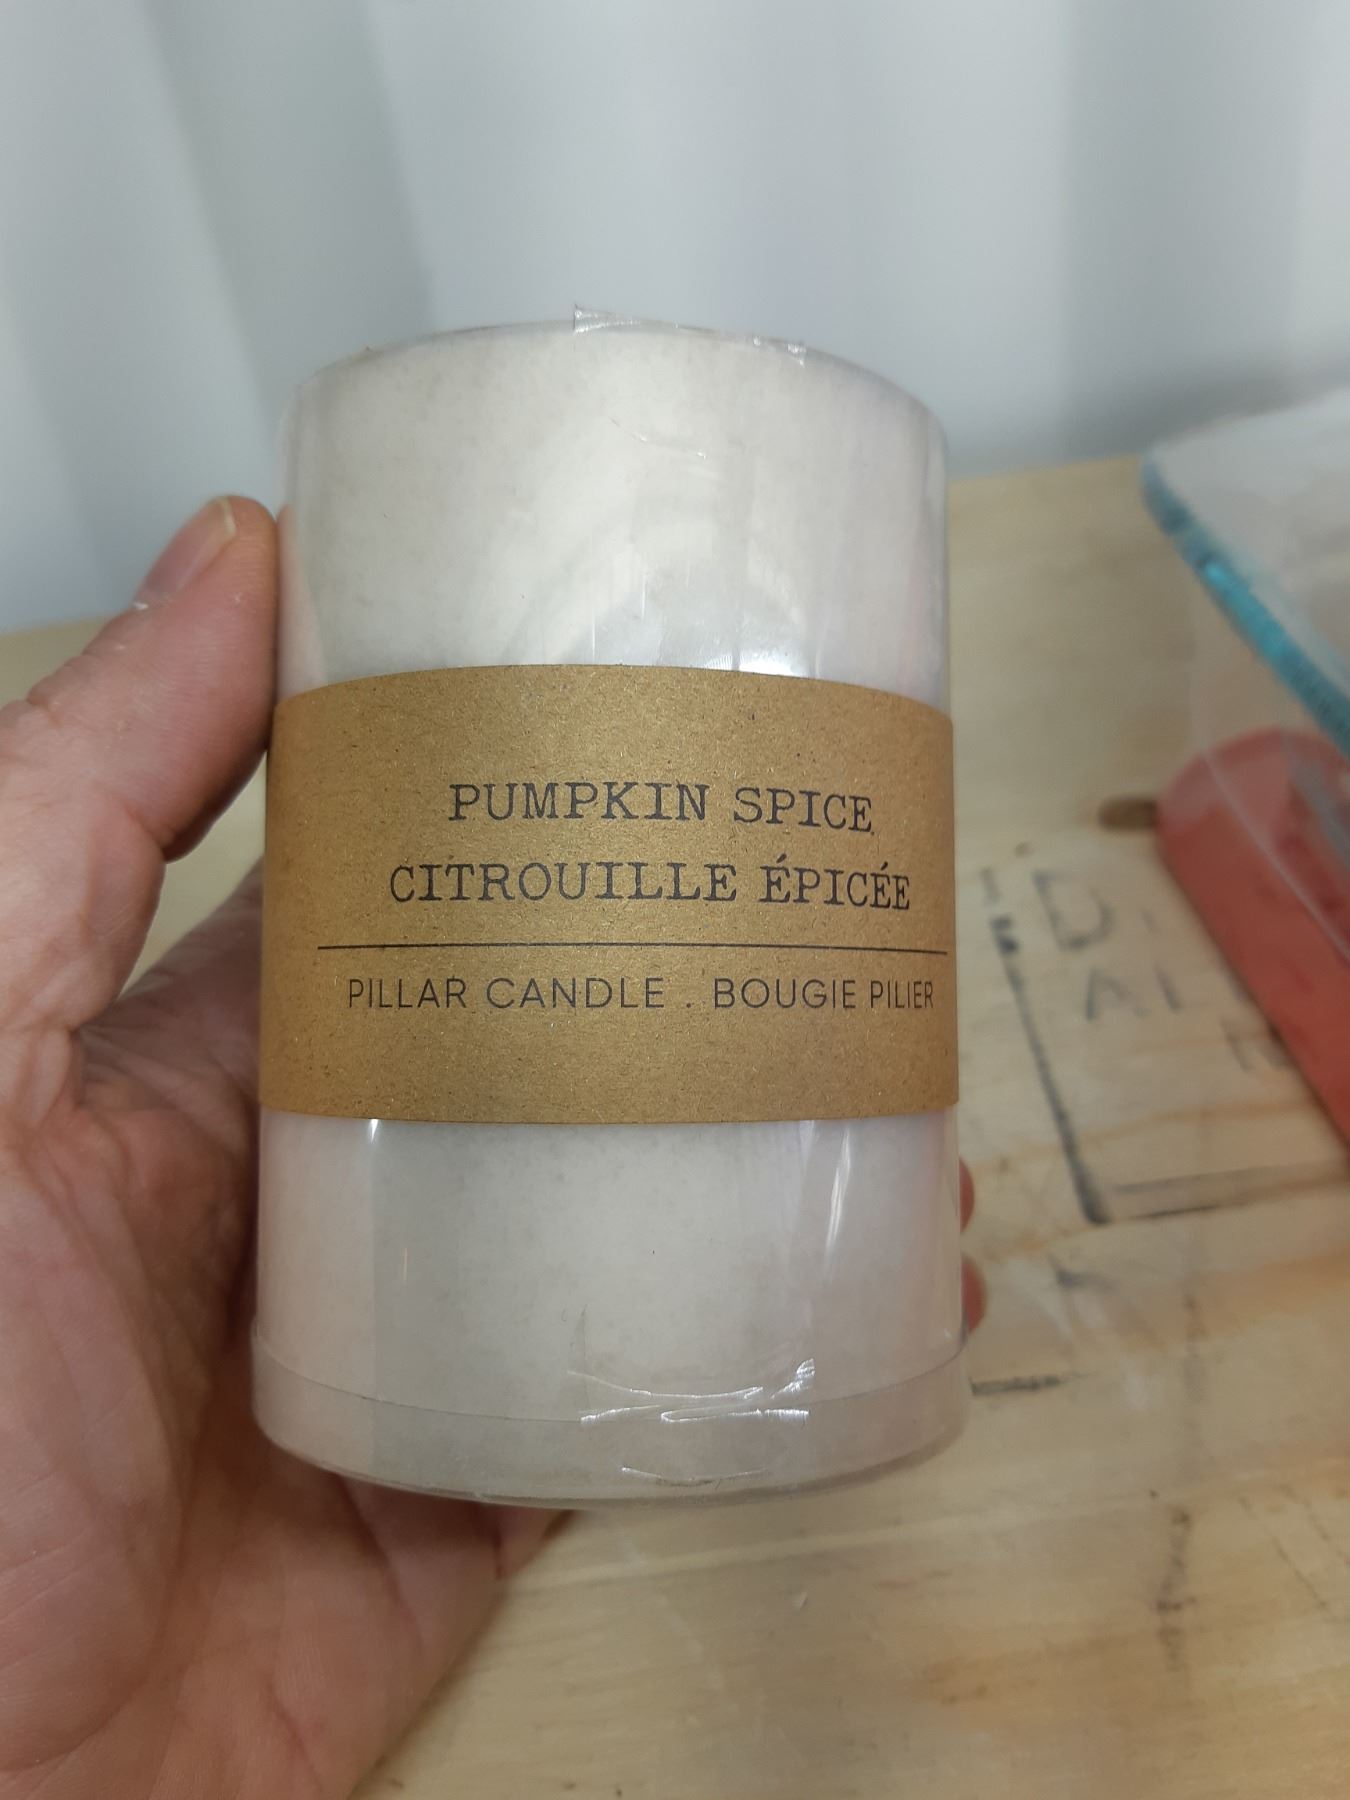 PUMPKIN SPICE
CITROUILLE ÉPICÉE
PILLAR CANDLE . BOUGIE PILIER